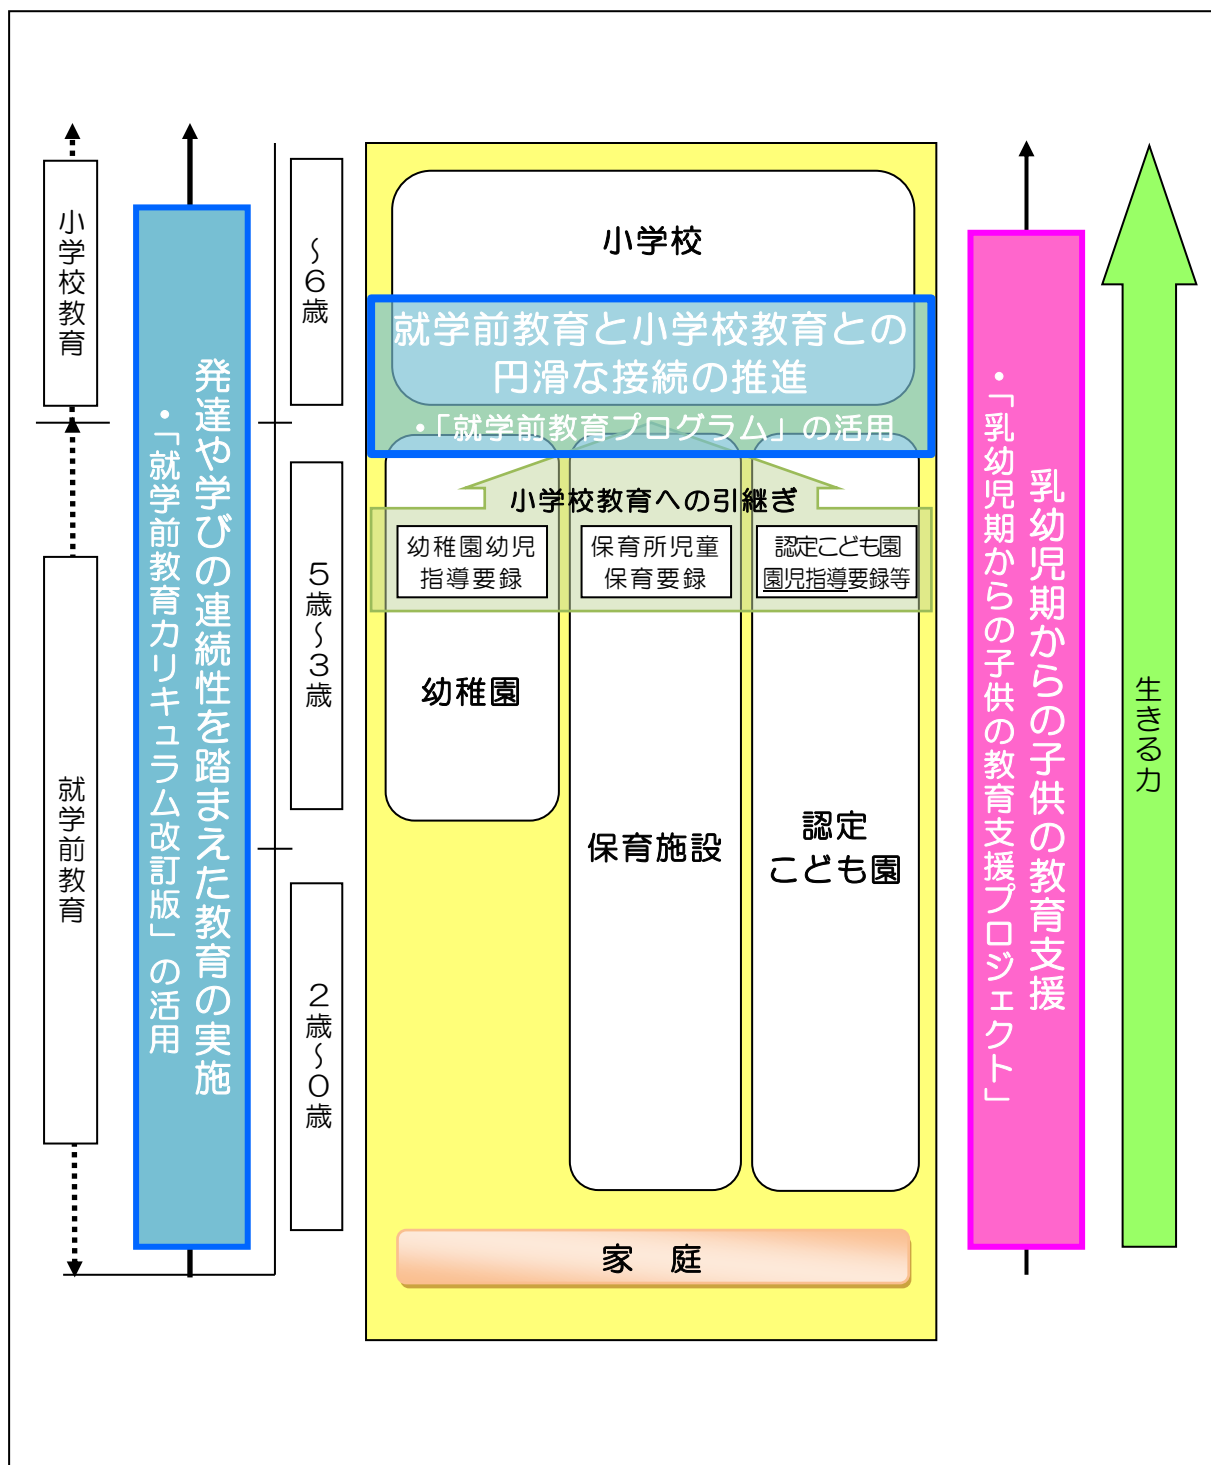 小学校教育
就学前教育
発達や学びの連続性を踏まえた教育の実施
・「就学前教育カリキュラム改訂版」の活用
～６歳
５歳～３歳
２歳～０歳
小学校
就学前教育と小学校教育との
円滑な接続の推進
・「就学前教育プログラム」の活用
小学校教育への引継ぎ
幼稚園幼児
指導要録
保育所児童
保育要録
認定こども園
園児指導要録等
幼稚園
保育施設
認定
こども園
家　庭
乳幼児期からの子供の教育支援
・「乳幼児期からの子供の教育支援プロジェクト」
生きる力